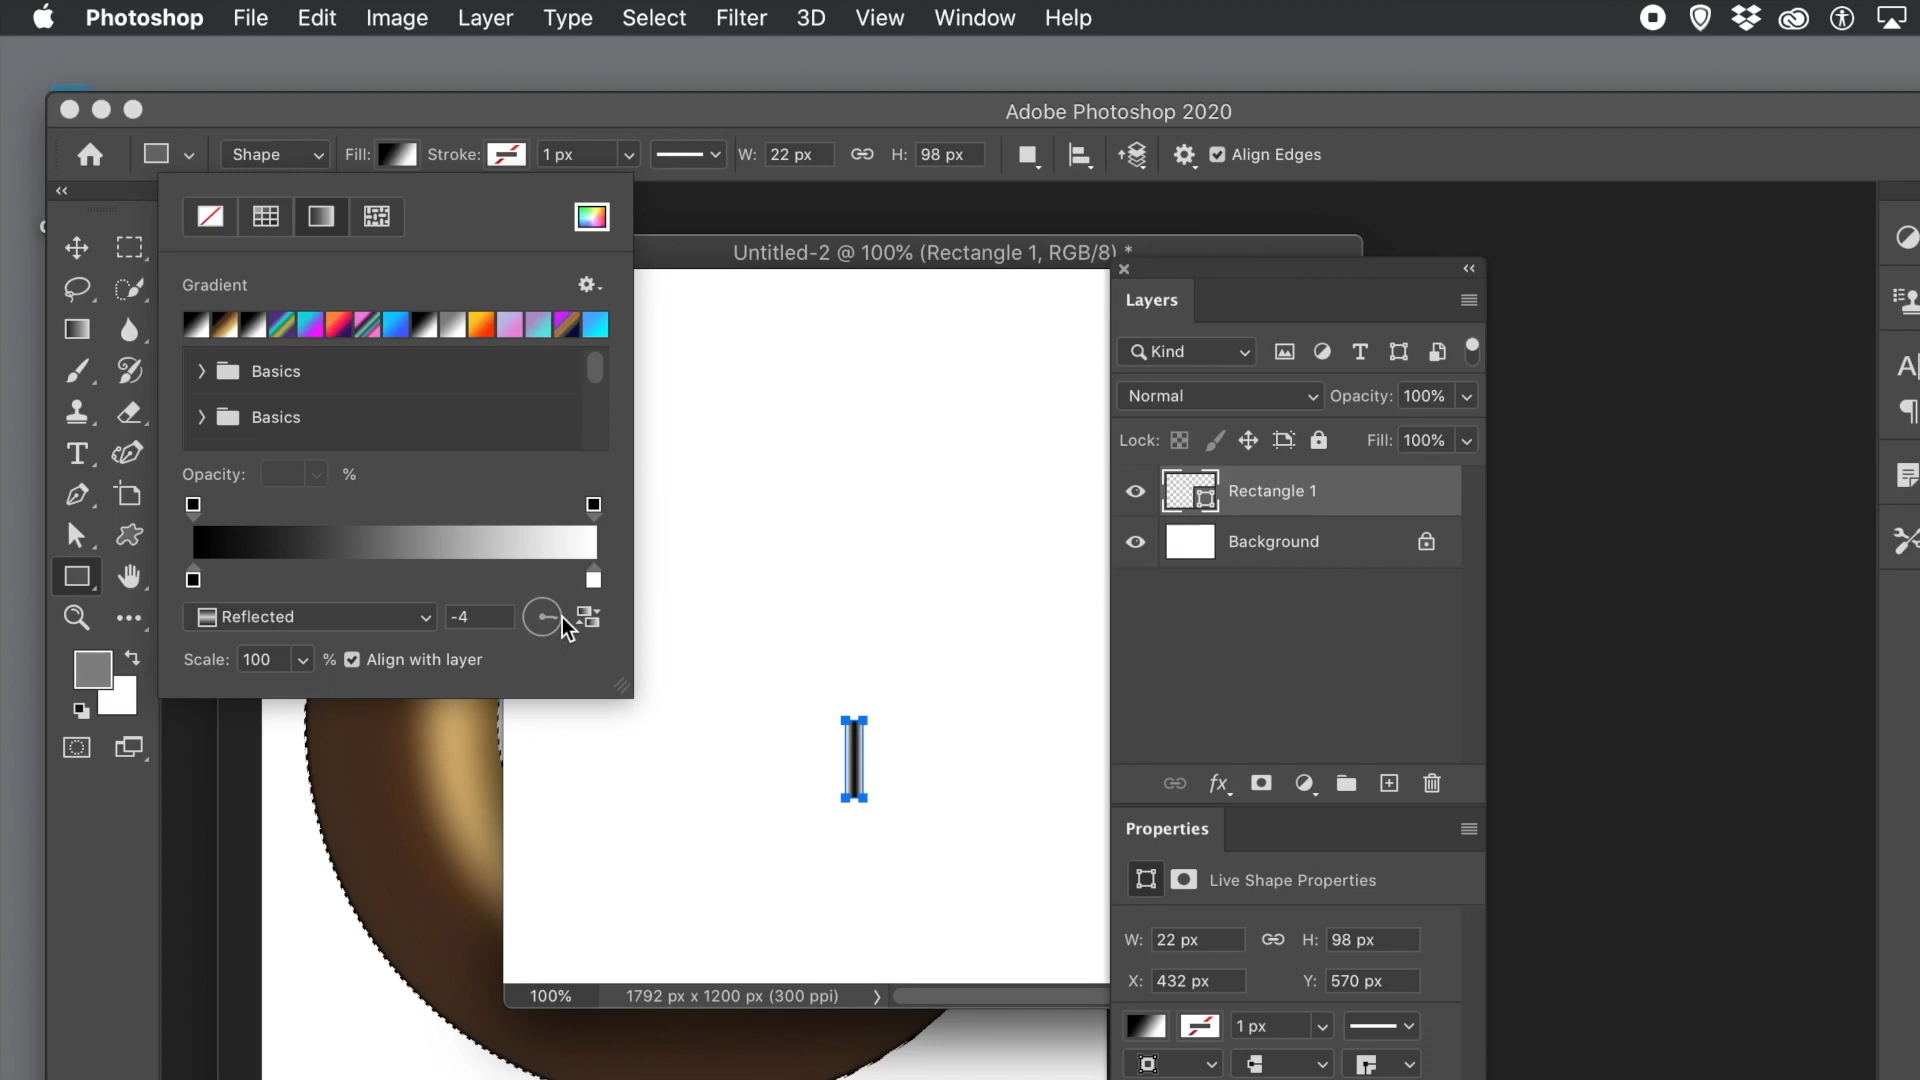 Photoshop File Edit Image Layer Type Select Filter 3D View Window Help
Adobe Photoshop 2020
Shape Fill: Stroke: 1 px W: 22 px H: 98 px Align Edges
Untitled-2 @ 100% (Rectangle 1, RGB/8) *
Gradient
Basics
Basics
Opacity: %
Reflected -4
Scale: 100 % Align with layer
Layers
Kind
Normal Opacity: 100%
Lock: Fill: 100%
Rectangle 1
Background
Properties
Live Shape Properties
W: 22 px H: 98 px
X: 432 px Y: 570 px
1 px
100% 1792 px x 1200 px (300 ppi)